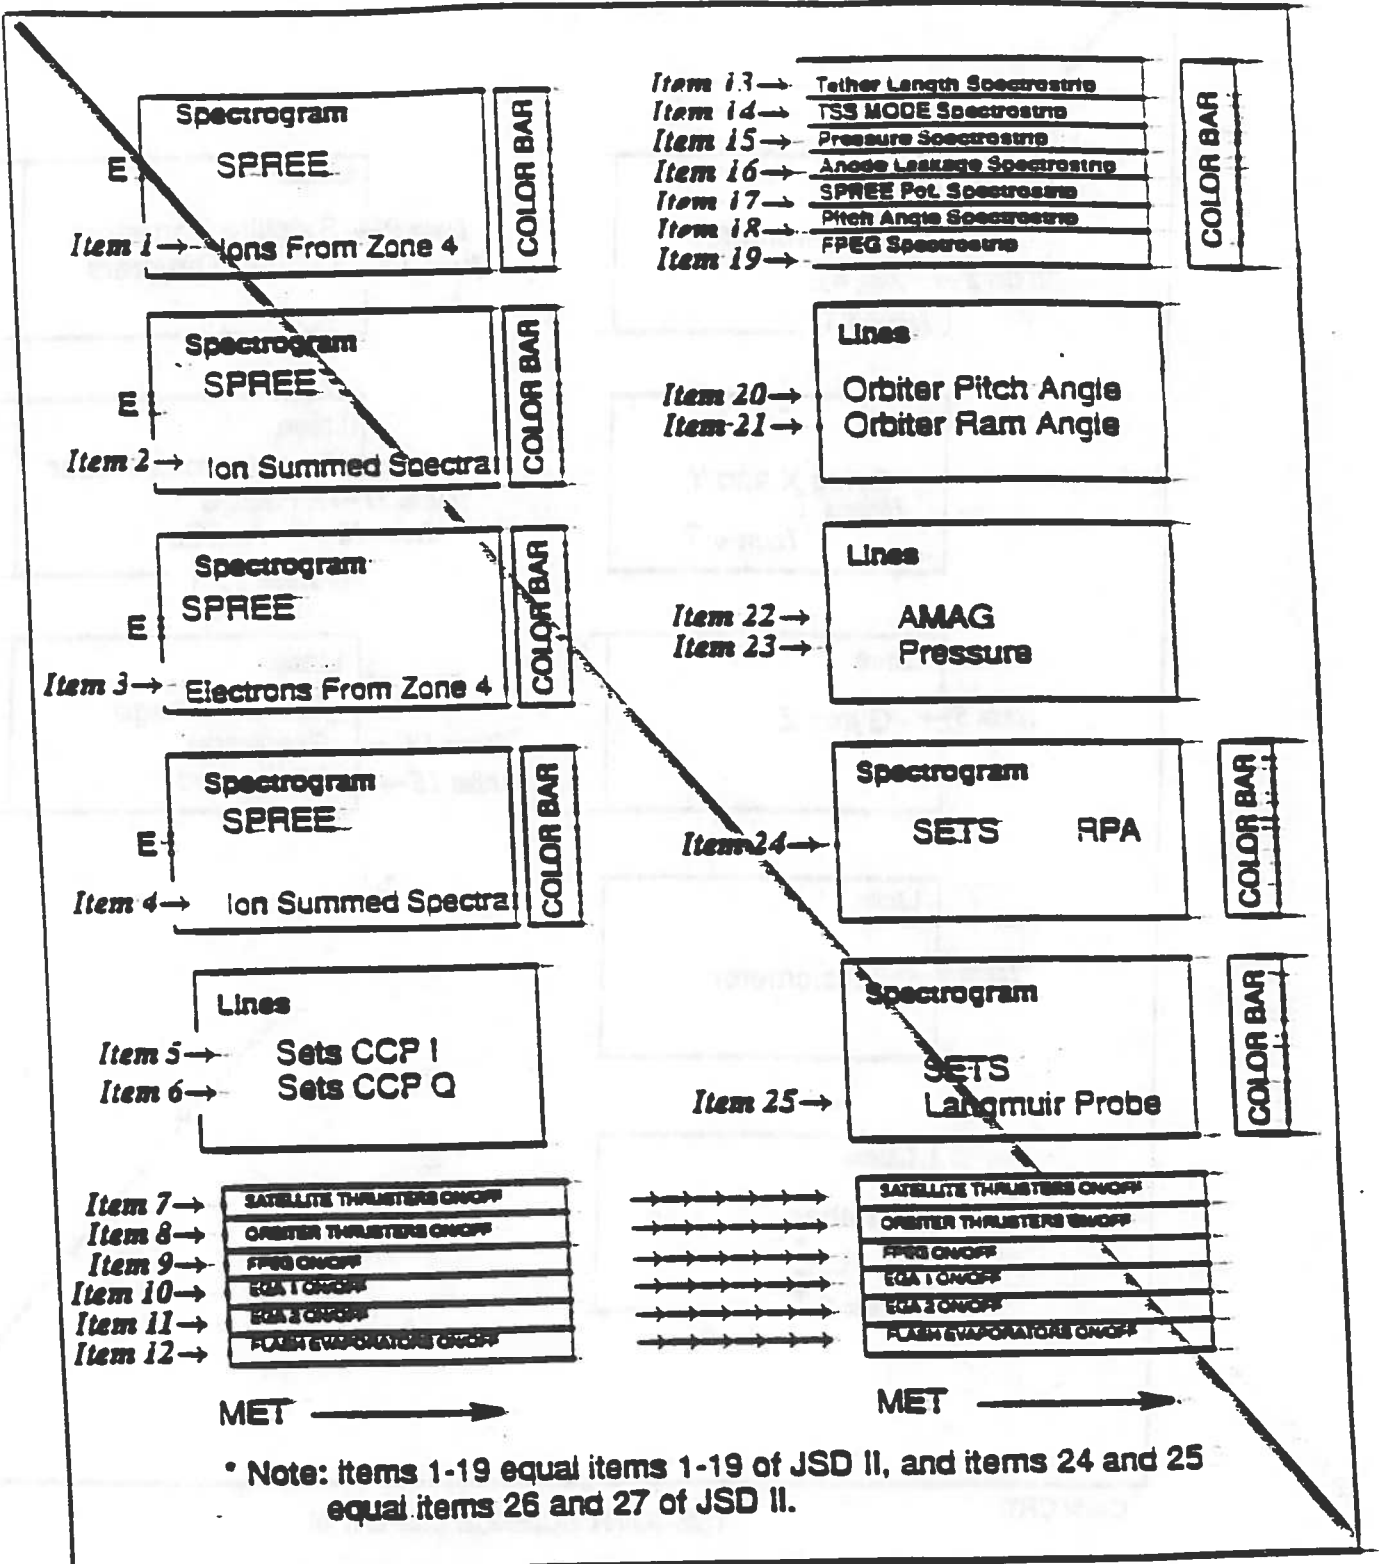 Spectrogram
SPREE
E
Item 1→ Ions From Zone 4
COLOR BAR
Spectrogram
SPREE
E
Item 2→ Ion Summed Spectra
COLOR BAR
Spectrogram
SPREE
E
Item 3→ Electrons From Zone 4
COLOR BAR
Spectrogram
SPREE
E
Item 4→ Ion Summed Spectra
COLOR BAR
Lines
Item 5→ Sets CCP I
Item 6→ Sets CCP Q
Item 7→ SATELLITE THRUSTERS ON/OFF
Item 8→ ORBITER THRUSTERS ON/OFF
Item 9→ FPEG ON/OFF
Item 10→ EGA 1 ON/OFF
Item 11→ EGA 2 ON/OFF
Item 12→ FLASH EVAPORATORS ON/OFF
MET
Item 13→ Tether Length Spectrostrip
Item 14→ TSS MODE Spectrostrip
Item 15→ Pressure Spectrostrip
Item 16→ Anode Leakage Spectrostrip
Item 17→ SPREE Pot. Spectrostrip
Item 18→ Pitch Angle Spectrostrip
Item 19→ FPEG Spectrostrip
COLOR BAR
Lines
Item 20→ Orbiter Pitch Angle
Item 21→ Orbiter Ram Angle
Lines
Item 22→ AMAG
Item 23→ Pressure
Spectrogram
Item 24→ SETS RPA
COLOR BAR
Spectrogram
SETS
Item 25→ Langmuir Probe
COLOR BAR
SATELLITE THRUSTERS ON/OFF
ORBITER THRUSTERS ON/OFF
FPEG ON/OFF
EGA 1 ON/OFF
EGA 2 ON/OFF
FLASH EVAPORATORS ON/OFF
MET
* Note: items 1-19 equal items 1-19 of JSD II, and items 24 and 25
equal items 26 and 27 of JSD II.